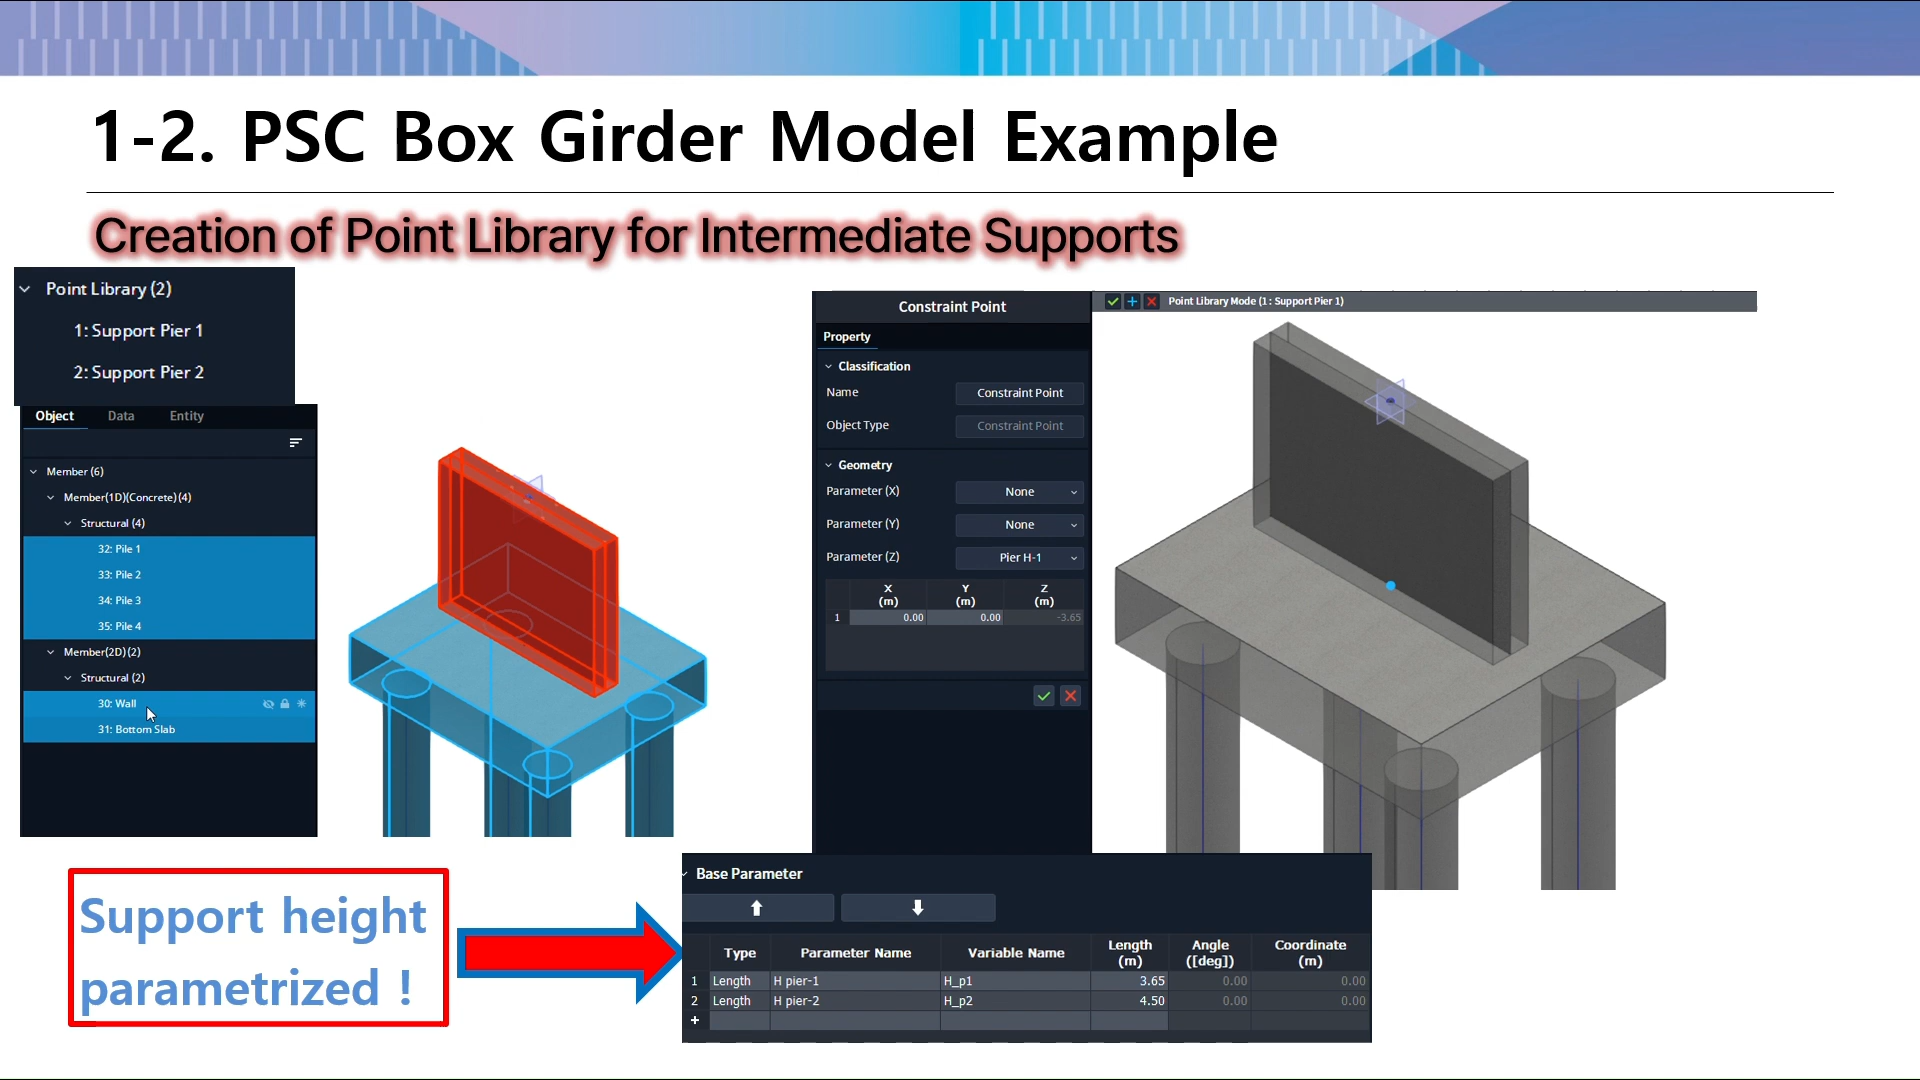 1-2. PSC Box Girder Model Example
Creation of Point Library for Intermediate Supports
Point Library (2)
1: Support Pier 1
2: Support Pier 2
Object Data Entity
Member (6)
Member(1D)(Concrete) (4)
Structural (4)
32: Pile 1
33: Pile 2
34: Pile 3
35: Pile 4
Member(2D) (2)
Structural (2)
30: Wall
31: Bottom Slab
Constraint Point
Property
Classification
Name Constraint Point
Object Type Constraint Point
Geometry
Parameter (X) None
Parameter (Y) None
Parameter (Z) Pier H-1
X Y Z
(m) (m) (m)
1 0.00 0.00 -3.65
Point Library Mode (1 : Support Pier 1)
Support height
parametrized !
Base Parameter
Type Parameter Name Variable Name Length (m) Angle ([deg]) Coordinate (m)
1 Length H pier-1 H_p1 3.65 0.00 0.00
2 Length H pier-2 H_p2 4.50 0.00 0.00
+